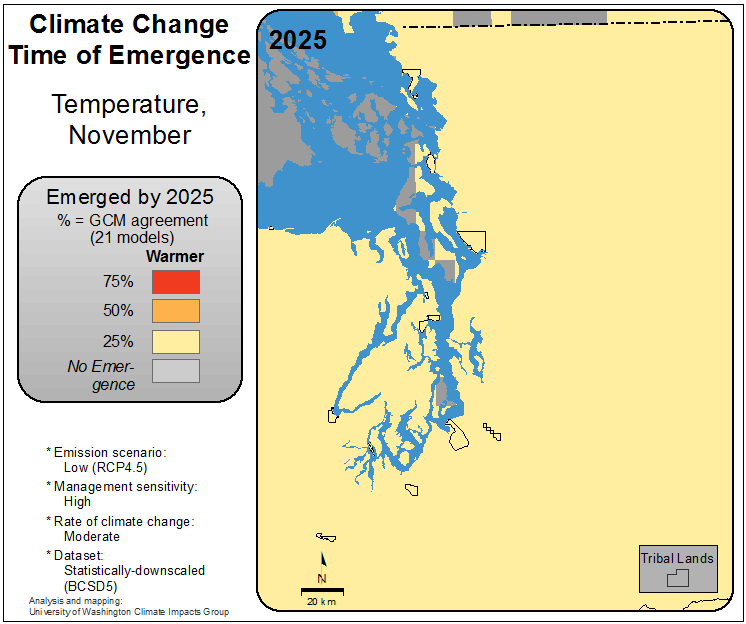 Climate Change
Time of Emergence
Temperature,
November
Emerged by 2025
% = GCM agreement
(21 models)
Warmer
75%
50%
25%
No Emer-
gence
* Emission scenario:
Low (RCP4.5)
* Management sensitivity:
High
* Rate of climate change:
Moderate
* Dataset:
Statistically-downscaled
(BCSD5)
Analysis and mapping:
University of Washington Climate Impacts Group
2025
N
20 km
Tribal Lands